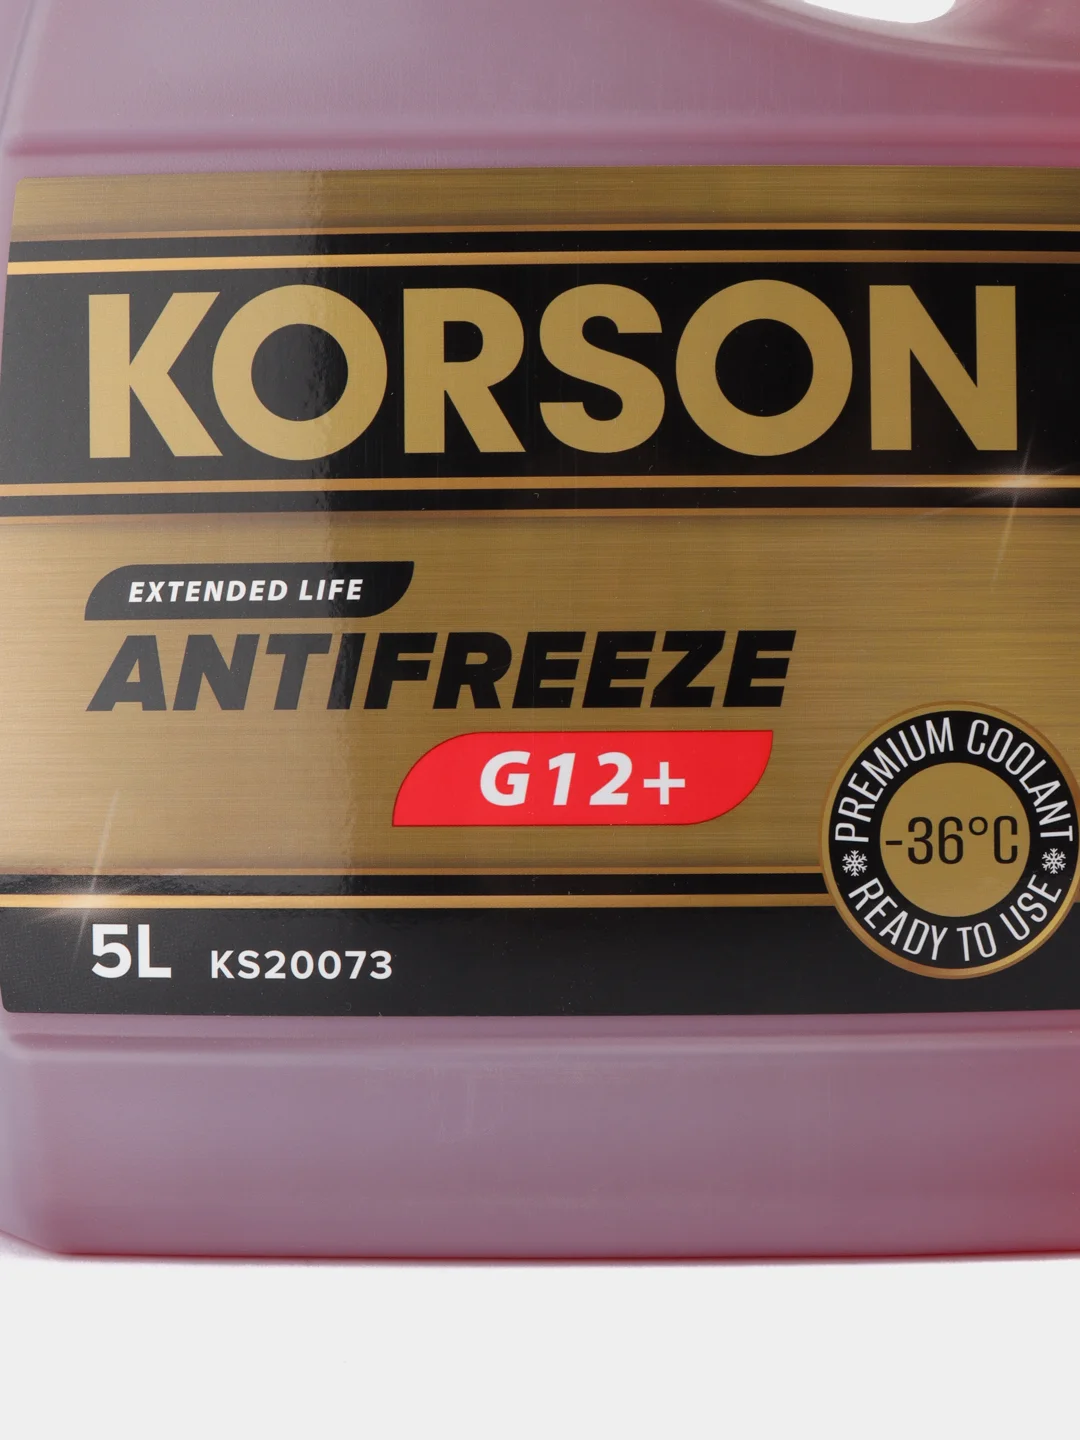 KORSON
EXTENDED LIFE
ANTIFREEZE
G12+
PREMIUM COOLANT
-36°C
READY TO USE
5L KS20073